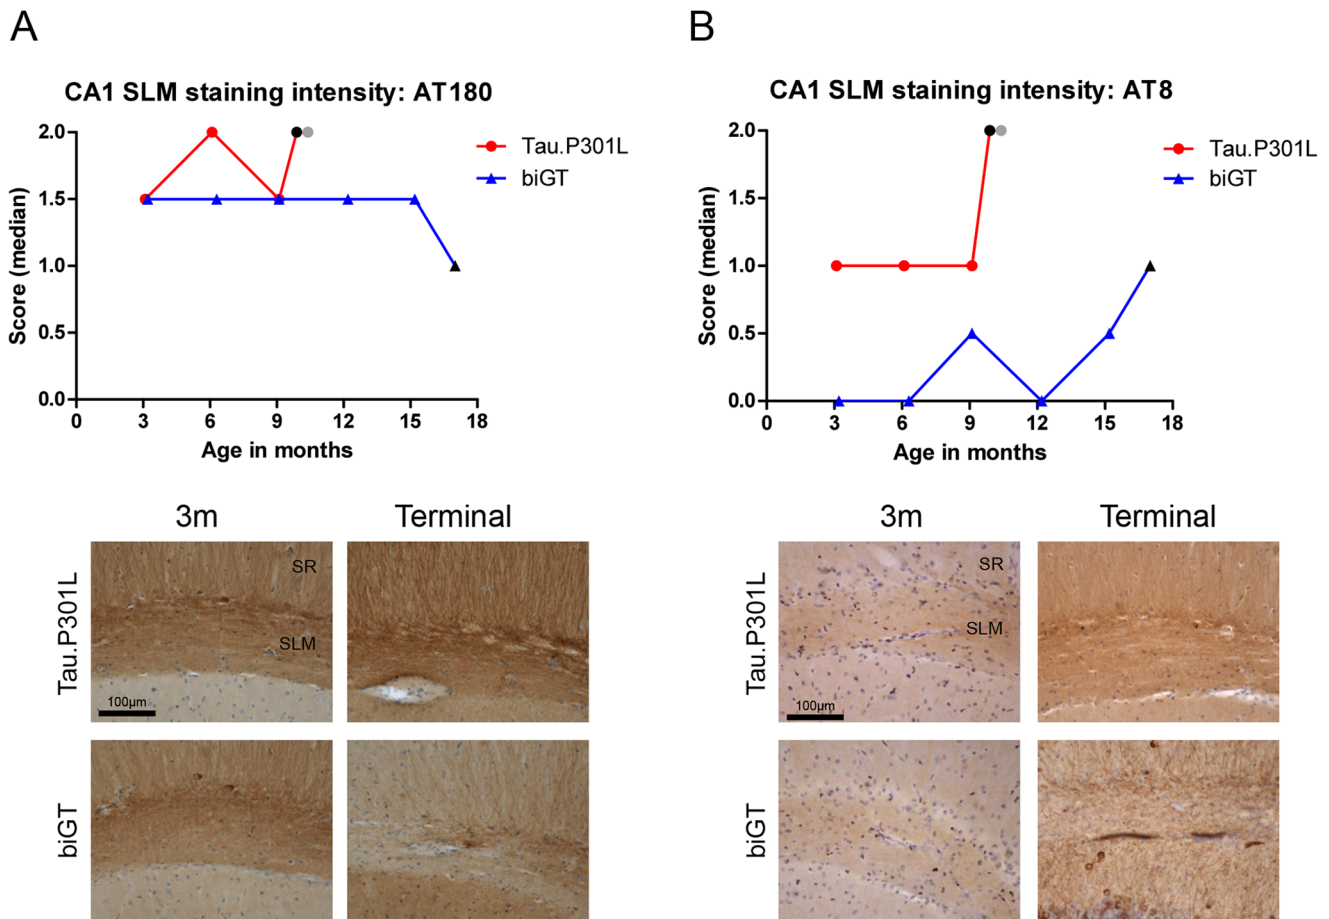 A
B
CA1 SLM staining intensity: AT180
CA1 SLM staining intensity: AT8
Score (median)
2.0
1.5
1.0
0.5
0.0
0 3 6 9 12 15 18
Age in months
Tau.P301L
biGT
Score (median)
2.0
1.5
1.0
0.5
0.0
0 3 6 9 12 15 18
Age in months
Tau.P301L
biGT
3m Terminal
Tau.P301L
SR
SLM
100µm
biGT
3m Terminal
Tau.P301L
SR
SLM
100µm
biGT